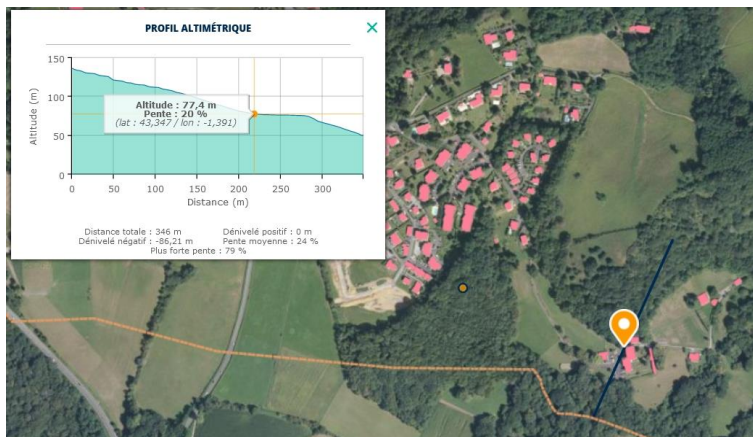 PROFIL ALTIMÉTRIQUE
150
100
50
0
Altitude (m)
Altitude : 77,4 m
Pente : 20 %
(lat : 43,347 / lon : -1,391)
0 50 100 150 200 250 300
Distance (m)
Distance totale : 346 m Dénivelé positif : 0 m
Dénivelé négatif : -86,21 m Pente moyenne : 24 %
Plus forte pente : 79 %